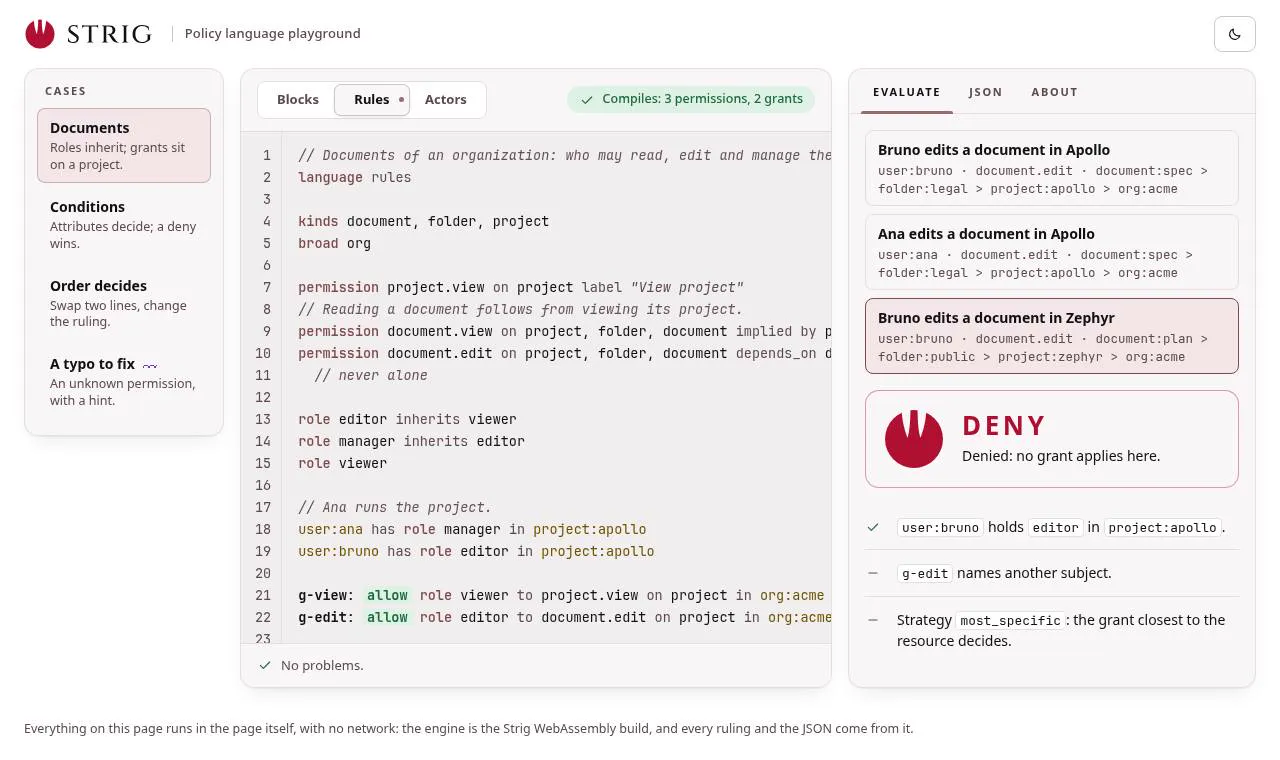 STRIG
Policy language playground
CASES
Documents
Roles inherit; grants sit
on a project.
Conditions
Attributes decide; a deny
wins.
Order decides
Swap two lines, change
the ruling.
A typo to fix
An unknown permission,
with a hint.
Blocks Rules Actors
Compiles: 3 permissions, 2 grants
1 // Documents of an organization: who may read, edit and manage the
2 language rules
3
4 kinds document, folder, project
5 broad org
6
7 permission project.view on project label "View project"
8 // Reading a document follows from viewing its project.
9 permission document.view on project, folder, document implied by p
10 permission document.edit on project, folder, document depends_on d
11 // never alone
12
13 role editor inherits viewer
14 role manager inherits editor
15 role viewer
16
17 // Ana runs the project.
18 user:ana has role manager in project:apollo
19 user:bruno has role editor in project:apollo
20
21 g-view: allow role viewer to project.view on project in org:acme
22 g-edit: allow role editor to document.edit on project in org:acme
23
No problems.
EVALUATE JSON ABOUT
Bruno edits a document in Apollo
user:bruno · document.edit · document:spec >
folder:legal > project:apollo > org:acme
Ana edits a document in Apollo
user:ana · document.edit · document:spec >
folder:legal > project:apollo > org:acme
Bruno edits a document in Zephyr
user:bruno · document.edit · document:plan >
folder:public > project:zephyr > org:acme
DENY
Denied: no grant applies here.
user:bruno holds editor in project:apollo.
g-edit names another subject.
Strategy most_specific: the grant closest to the
resource decides.
Everything on this page runs in the page itself, with no network: the engine is the Strig WebAssembly build, and every ruling and the JSON come from it.